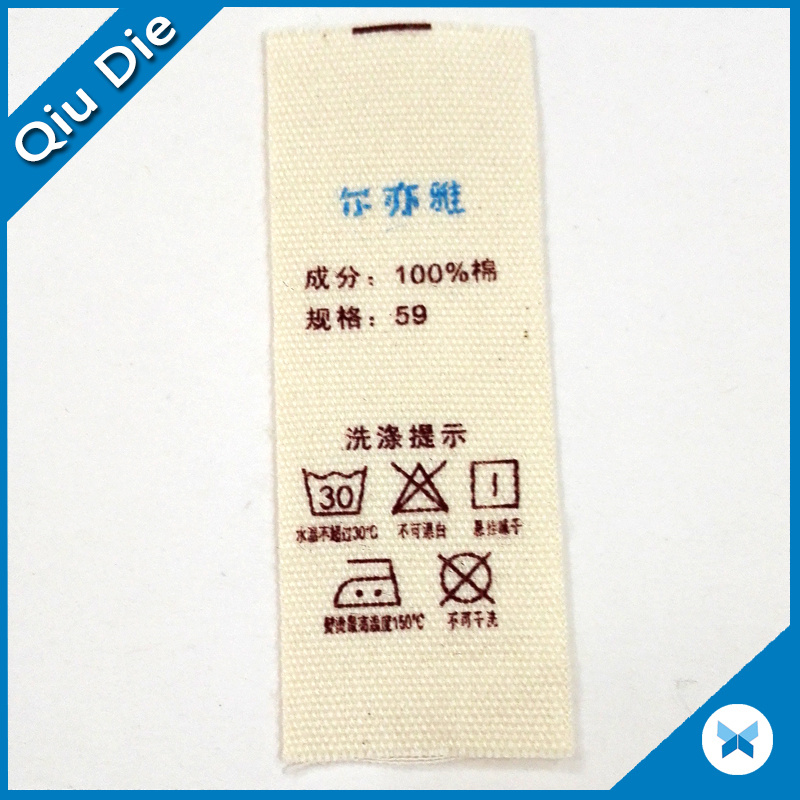 Qiu Die
尔亦雅
成分：100%棉
规格：59
洗涤提示
30
水温不超过30℃
不可漂白
悬挂晾干
熨烫最高温度150℃
不可干洗